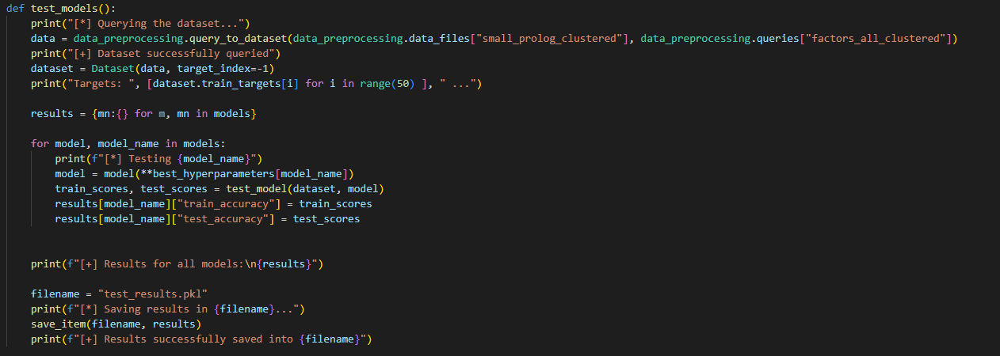 def test_models():
    print("[*] Querying the dataset...")
    data = data_preprocessing.query_to_dataset(data_preprocessing.data_files["small_prolog_clustered"], data_preprocessing.queries["factors_all_clustered"])
    print("[+] Dataset successfully queried")
    dataset = Dataset(data, target_index=-1)
    print("Targets: ", [dataset.train_targets[i] for i in range(50) ], " ...")
    results = {mn:{} for m, mn in models}
    for model, model_name in models:
        print(f"[*] Testing {model_name}")
        model = model(**best_hyperparameters[model_name])
        train_scores, test_scores = test_model(dataset, model)
        results[model_name]["train_accuracy"] = train_scores
        results[model_name]["test_accuracy"] = test_scores
    print(f"[+] Results for all models:\n{results}")
    filename = "test_results.pkl"
    print(f"[*] Saving results in {filename}...")
    save_item(filename, results)
    print(f"[+] Results successfully saved into {filename}")